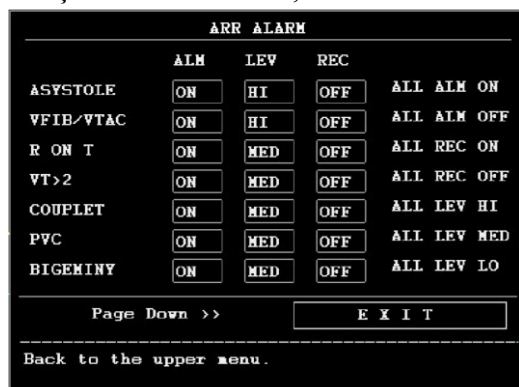 ARR ALARM
ALM LEV REC
ASYSTOLE ON HI OFF ALL ALM ON
VFIB/VTAC ON HI OFF ALL ALM OFF
R ON T ON MED OFF ALL REC ON
VT>2 ON MED OFF ALL REC OFF
COUPLET ON MED OFF ALL LEV HI
PVC ON MED OFF ALL LEV MED
BIGEMINY ON MED OFF ALL LEV LO
Page Down >> E X I T
Back to the upper menu.